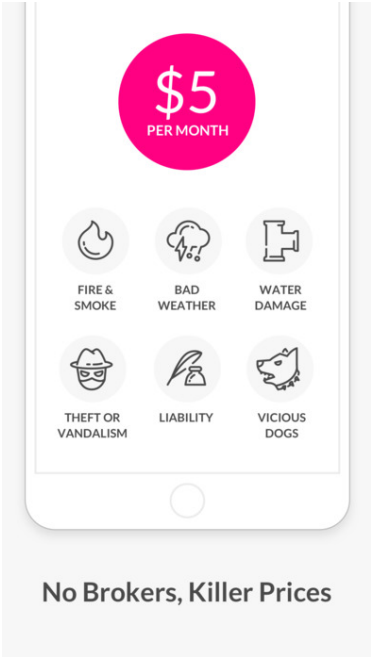 $5
PER MONTH
FIRE &
SMOKE
BAD
WEATHER
WATER
DAMAGE
THEFT OR
VANDALISM
LIABILITY
VICIOUS
DOGS
No Brokers, Killer Prices